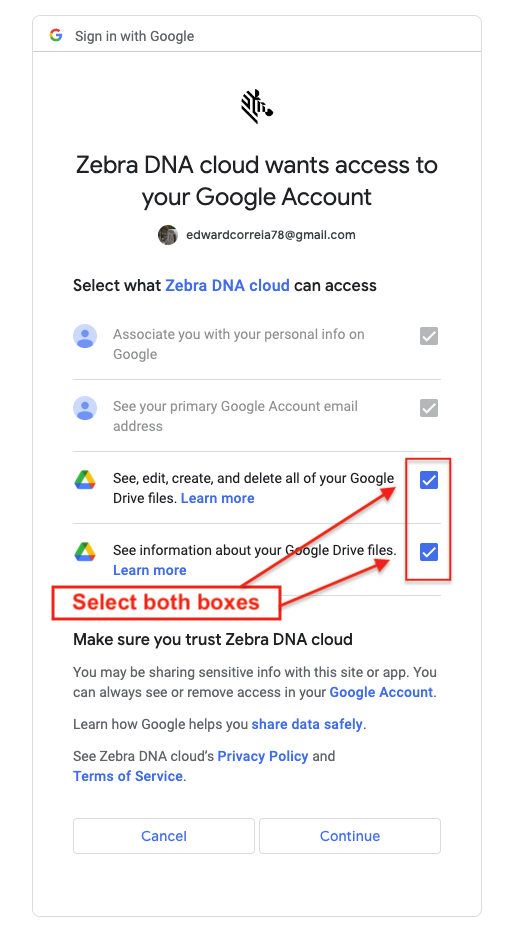 Sign in with Google
Zebra DNA cloud wants access to
your Google Account
edwardcorreia78@gmail.com
Select what Zebra DNA cloud can access
Associate you with your personal info on
Google
See your primary Google Account email
address
See, edit, create, and delete all of your Google
Drive files. Learn more
See information about your Google Drive files.
Learn more
Select both boxes
Make sure you trust Zebra DNA cloud
You may be sharing sensitive info with this site or app. You
can always see or remove access in your Google Account.
Learn how Google helps you share data safely.
See Zebra DNA cloud's Privacy Policy and
Terms of Service.
Cancel
Continue